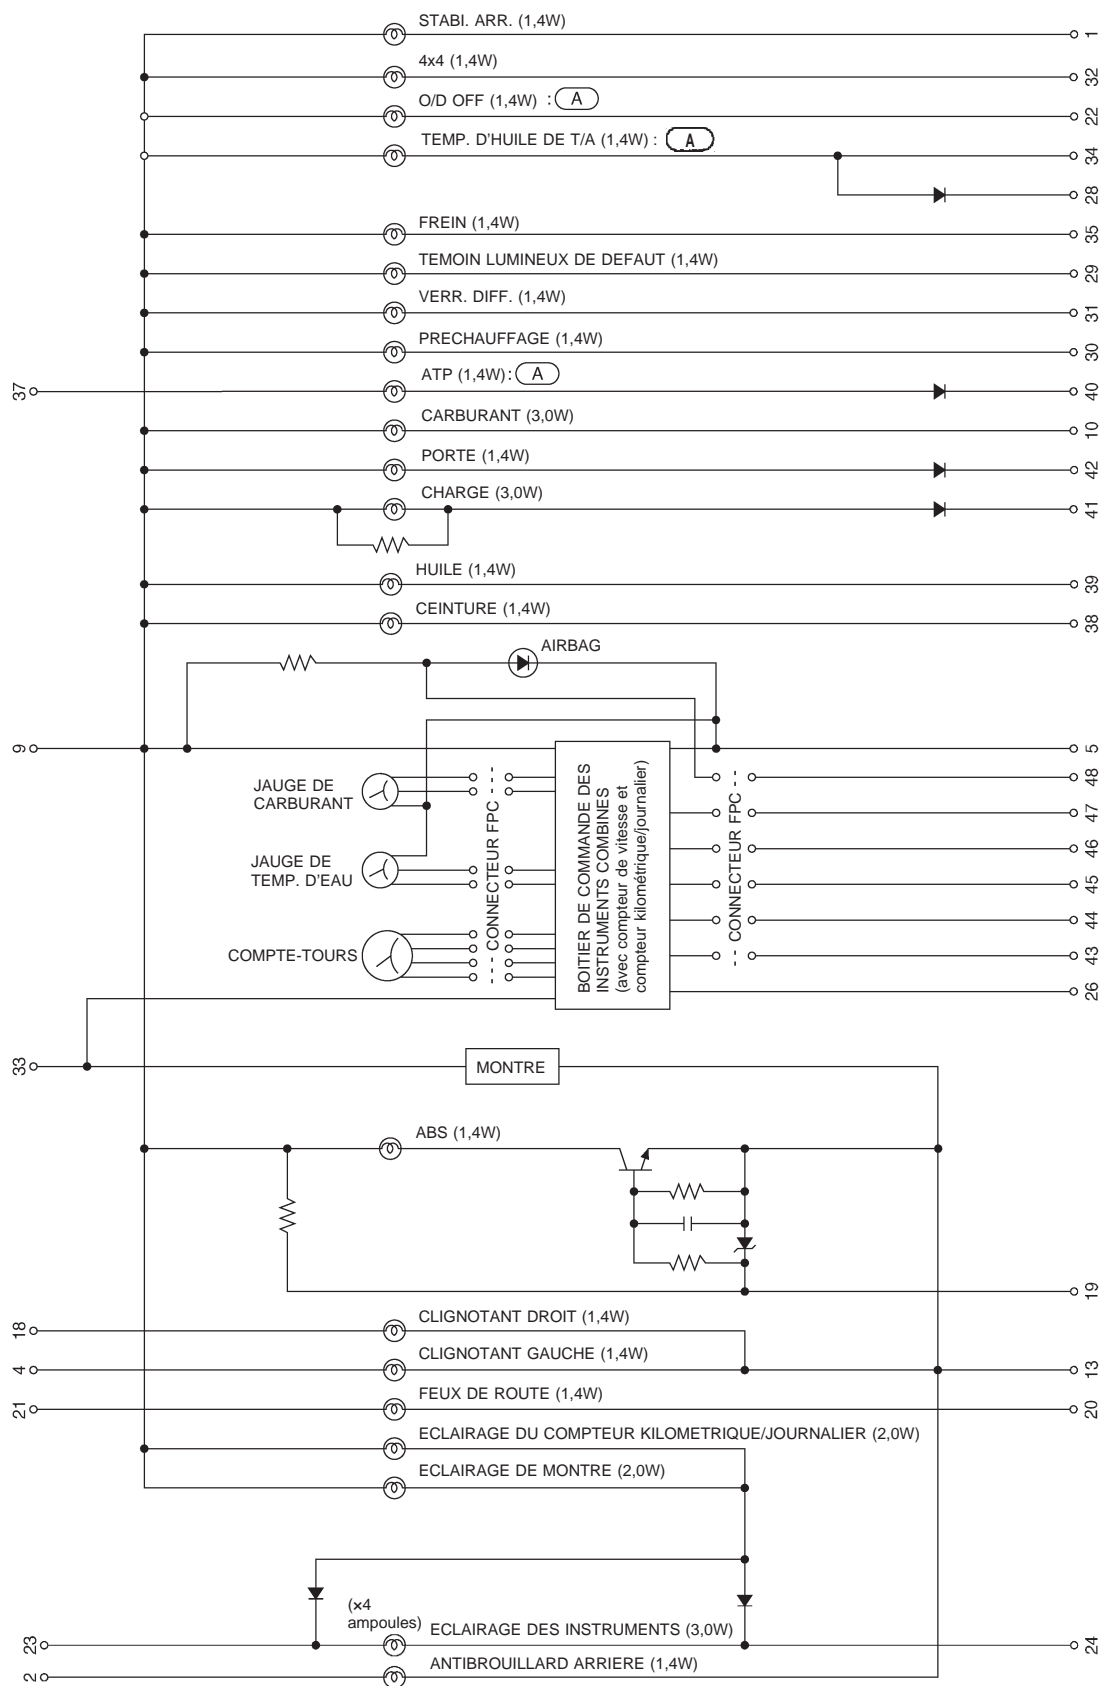 STABI. ARR. (1,4W)
1
4x4 (1,4W)
32
O/D OFF (1,4W) : A
22
TEMP. D'HUILE DE T/A (1,4W) : A
34
28
FREIN (1,4W)
35
TEMOIN LUMINEUX DE DEFAUT (1,4W)
29
VERR. DIFF. (1,4W)
31
PRECHAUFFAGE (1,4W)
30
37
ATP (1,4W): A
40
CARBURANT (3,0W)
10
PORTE (1,4W)
42
CHARGE (3,0W)
41
HUILE (1,4W)
39
CEINTURE (1,4W)
38
AIRBAG
9
5
JAUGE DE
CARBURANT
JAUGE DE
TEMP. D'EAU
COMPTE-TOURS
CONNECTEUR FPC
BOITIER DE COMMANDE DES
INSTRUMENTS COMBINES
(avec compteur de vitesse et
compteur kilométrique/journalier)
CONNECTEUR FPC
48
47
46
45
44
43
26
33
MONTRE
ABS (1,4W)
19
18
CLIGNOTANT DROIT (1,4W)
4
CLIGNOTANT GAUCHE (1,4W)
13
21
FEUX DE ROUTE (1,4W)
20
ECLAIRAGE DU COMPTEUR KILOMETRIQUE/JOURNALIER (2,0W)
ECLAIRAGE DE MONTRE (2,0W)
(×4
ampoules)
23
ECLAIRAGE DES INSTRUMENTS (3,0W)
24
2
ANTIBROUILLARD ARRIERE (1,4W)